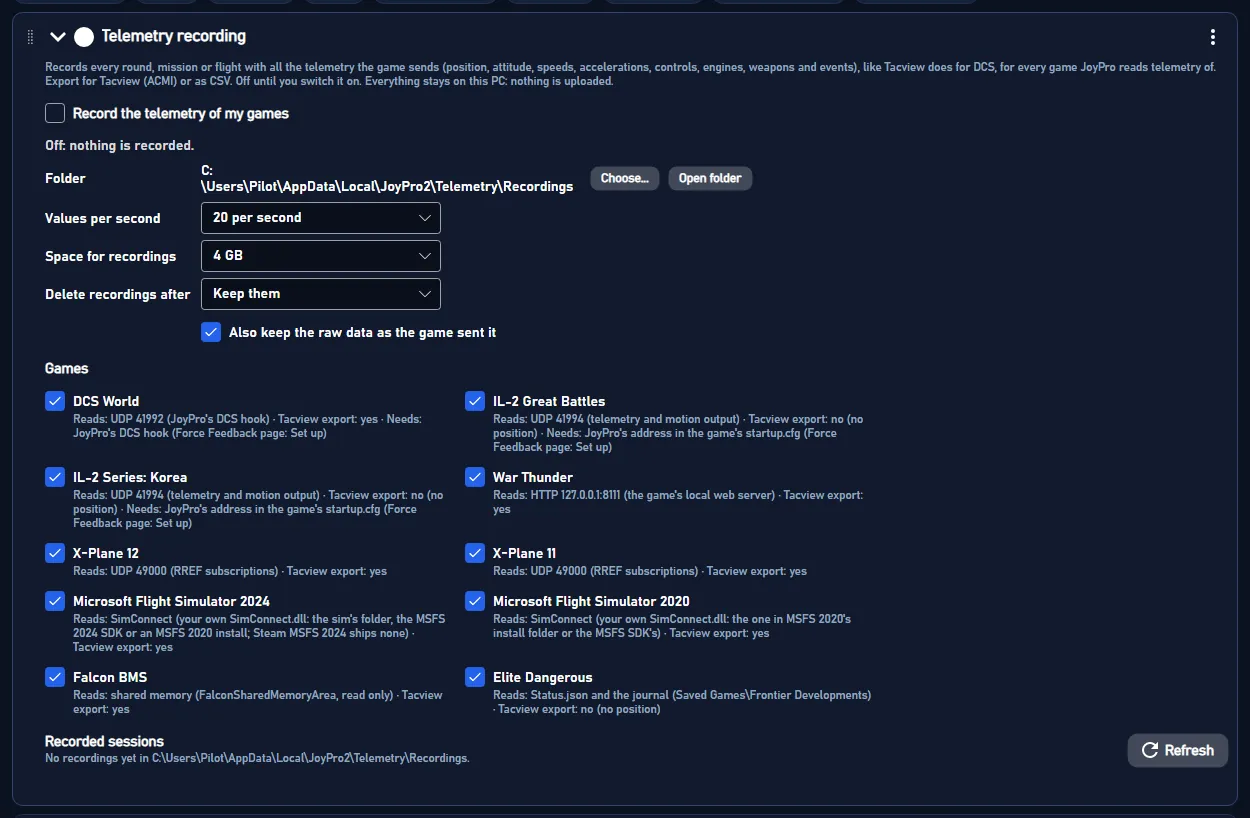 Telemetry recording
Records every round, mission or flight with all the telemetry the game sends (position, attitude, speeds, accelerations, controls, engines, weapons and events), like Tacview does for DCS, for every game JoyPro reads telemetry of.
Export for Tacview (ACMI) or as CSV. Off until you switch it on. Everything stays on this PC: nothing is uploaded.
Record the telemetry of my games
Off: nothing is recorded.
Folder
C:
\Users\Pilot\AppData\Local\JoyPro2\Telemetry\Recordings
Choose...
Open folder
Values per second
20 per second
Space for recordings
4 GB
Delete recordings after
Keep them
Also keep the raw data as the game sent it
Games
DCS World
Reads: UDP 41992 (JoyPro's DCS hook) · Tacview export: yes · Needs:
JoyPro's DCS hook (Force Feedback page: Set up)
IL-2 Great Battles
Reads: UDP 41994 (telemetry and motion output) · Tacview export: no (no
position) · Needs: JoyPro's address in the game's startup.cfg (Force
Feedback page: Set up)
IL-2 Series: Korea
Reads: UDP 41994 (telemetry and motion output) · Tacview export: no (no
position) · Needs: JoyPro's address in the game's startup.cfg (Force
Feedback page: Set up)
War Thunder
Reads: HTTP 127.0.0.1:8111 (the game's local web server) · Tacview export:
yes
X-Plane 12
Reads: UDP 49000 (RREF subscriptions) · Tacview export: yes
X-Plane 11
Reads: UDP 49000 (RREF subscriptions) · Tacview export: yes
Microsoft Flight Simulator 2024
Reads: SimConnect (your own SimConnect.dll: the sim's folder, the MSFS
2024 SDK or an MSFS 2020 install; Steam MSFS 2024 ships none) ·
Tacview export: yes
Microsoft Flight Simulator 2020
Reads: SimConnect (your own SimConnect.dll: the one in MSFS 2020's
install folder or the MSFS SDK's) · Tacview export: yes
Falcon BMS
Reads: shared memory (FalconSharedMemoryArea, read only) · Tacview
export: yes
Elite Dangerous
Reads: Status.json and the journal (Saved Games\Frontier Developments)
· Tacview export: no (no position)
Recorded sessions
No recordings yet in C:\Users\Pilot\AppData\Local\JoyPro2\Telemetry\Recordings.
Refresh